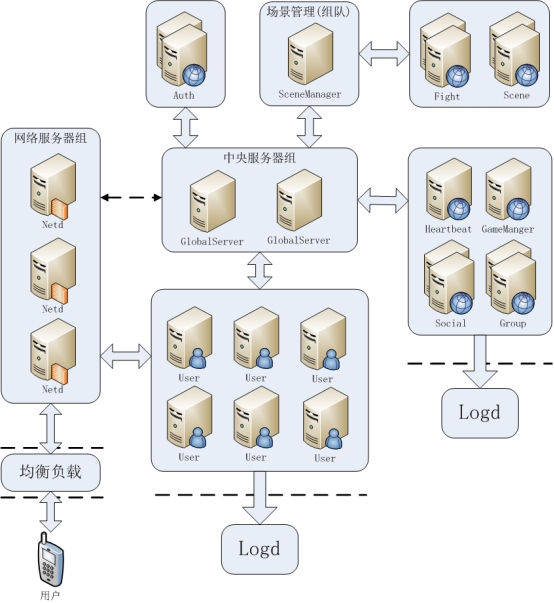 场景管理(组队)
Auth
SceneManager
Fight
Scene
网络服务器组
中央服务器组
Netd
Netd
Netd
GlobalServer
GlobalServer
Heartbeat
GameManger
Social
Group
User
User
User
User
User
User
Logd
Logd
均衡负载
用户